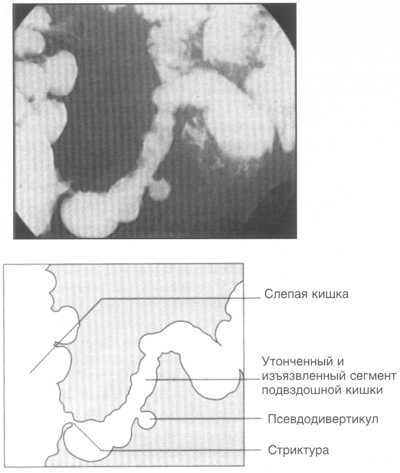 Слепая кишка
Утонченный и
изъязвленный сегмент
подвздошной кишки
Псевдодивертикул
Стриктура